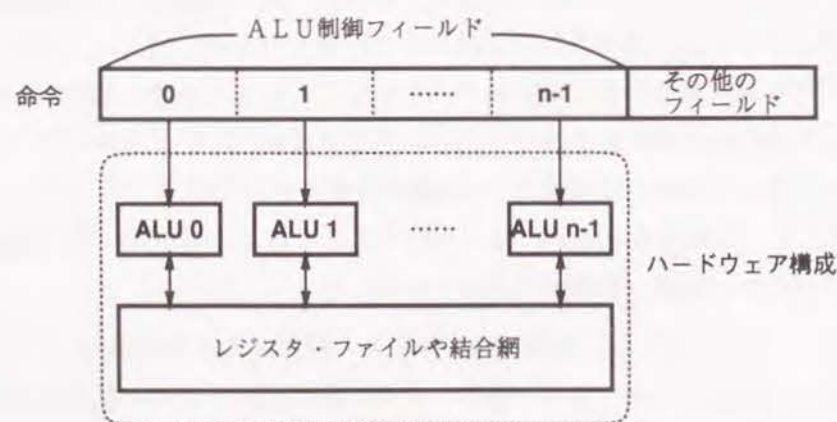 ALU制御フィールド
命令 0 1 …… n-1 その他の
フィールド
ALU 0 ALU 1 …… ALU n-1
ハードウェア構成
レジスタ・ファイルや結合網